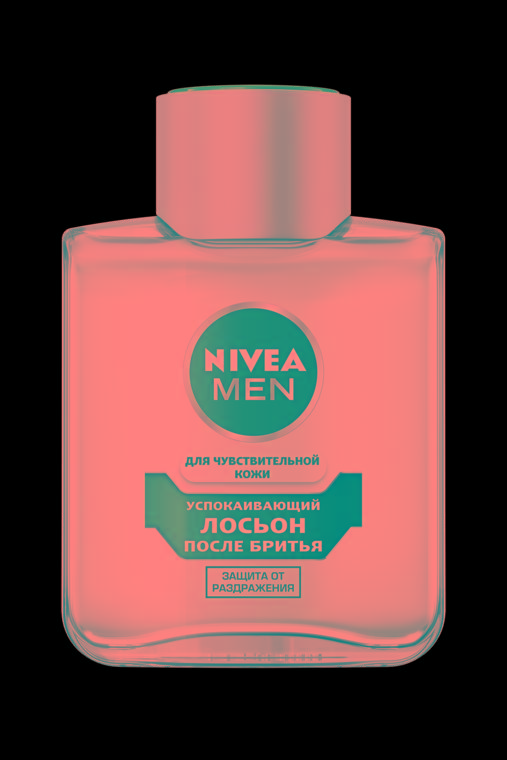 NIVEA
MEN
ДЛЯ ЧУВСТВИТЕЛЬНОЙ
КОЖИ
УСПОКАИВАЮЩИЙ
ЛОСЬОН
ПОСЛЕ БРИТЬЯ
ЗАЩИТА ОТ
РАЗДРАЖЕНИЯ